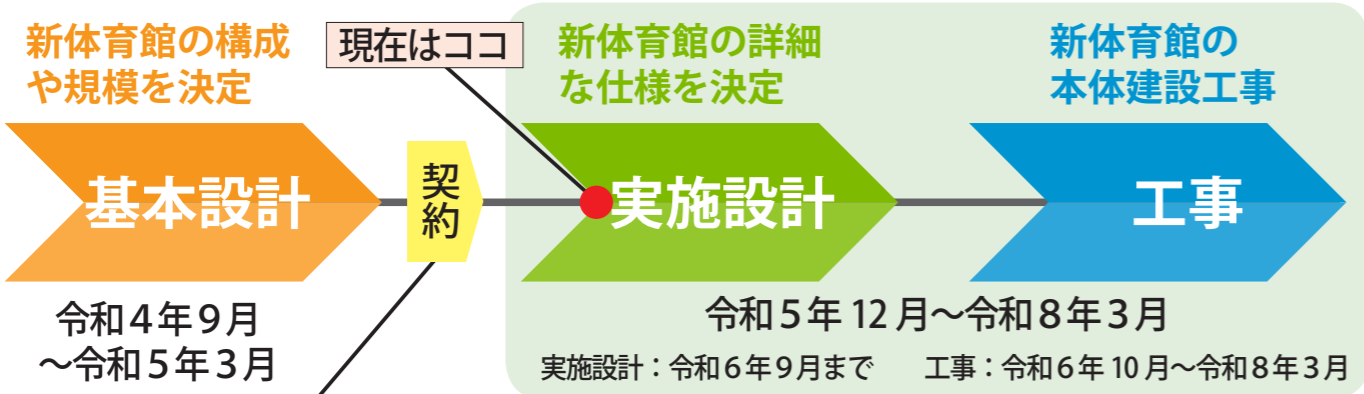 新体育館の構成
や規模を決定
現在はココ
新体育館の詳細
な仕様を決定
新体育館の
本体建設工事
基本設計
契約
実施設計
工事
令和4年9月
～令和5年3月
令和5年12月～令和8年3月
実施設計：令和6年9月まで
工事：令和6年10月～令和8年3月